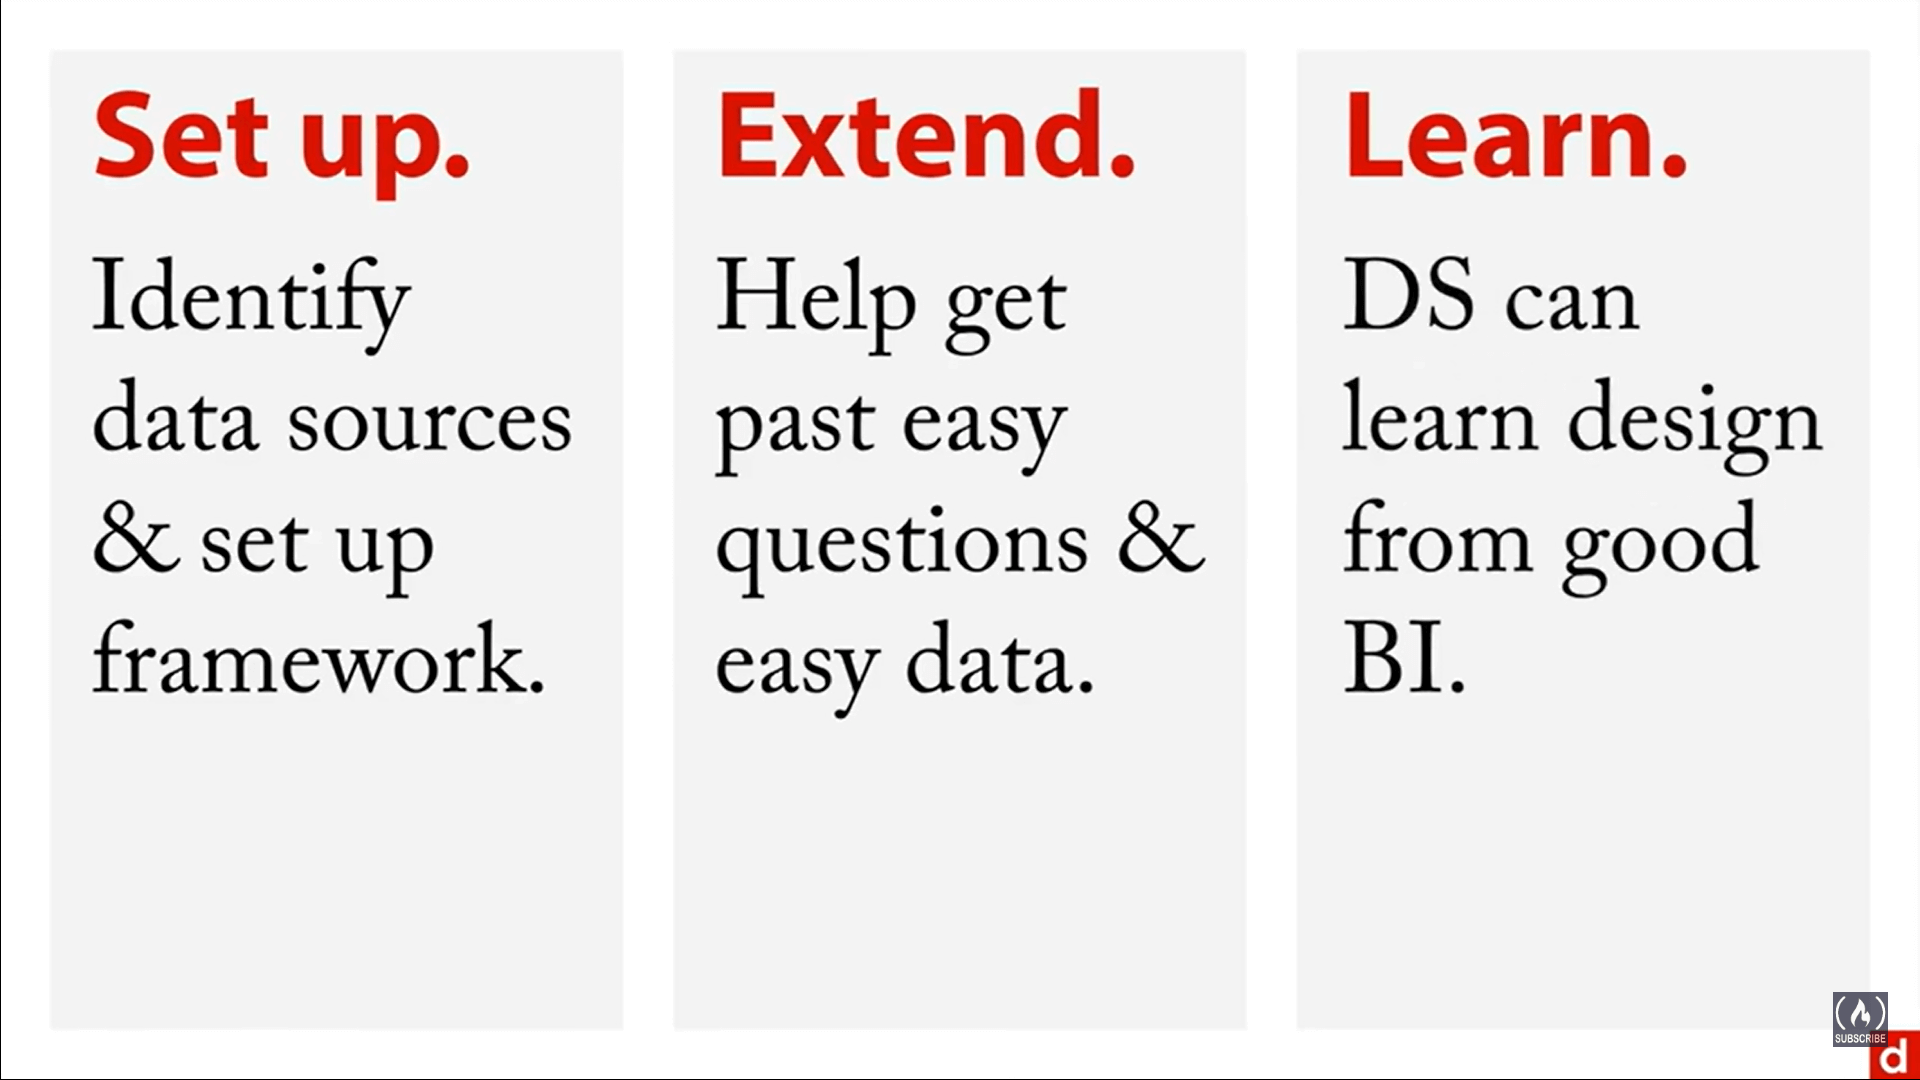 Set up.
Identify
data sources
& set up
framework.
Extend.
Help get
past easy
questions &
easy data.
Learn.
DS can
learn design
from good
BI.
SUBSCRIBE
d